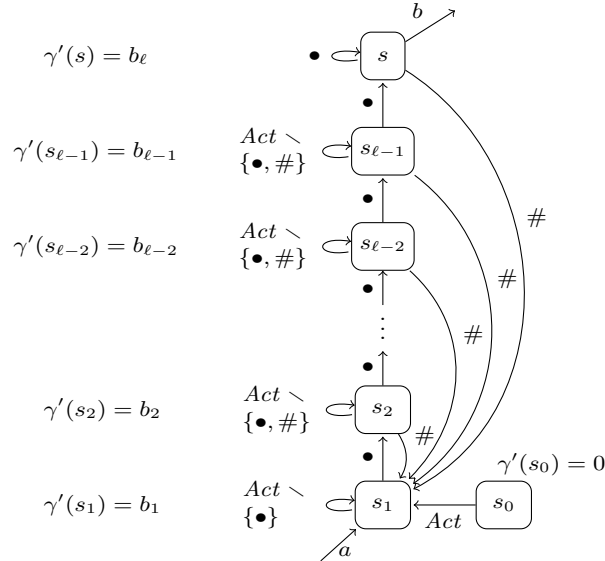 b
γ′(s) = b_ℓ • s
•
γ′(s_{ℓ−1}) = b_{ℓ−1} Act ∖ {•, #} s_{ℓ−1}
• #
γ′(s_{ℓ−2}) = b_{ℓ−2} Act ∖ {•, #} s_{ℓ−2}
• #
⋮ #
•
γ′(s_2) = b_2 Act ∖ {•, #} s_2
• #
γ′(s_0) = 0
γ′(s_1) = b_1 Act ∖ {•} s_1 Act s_0
a